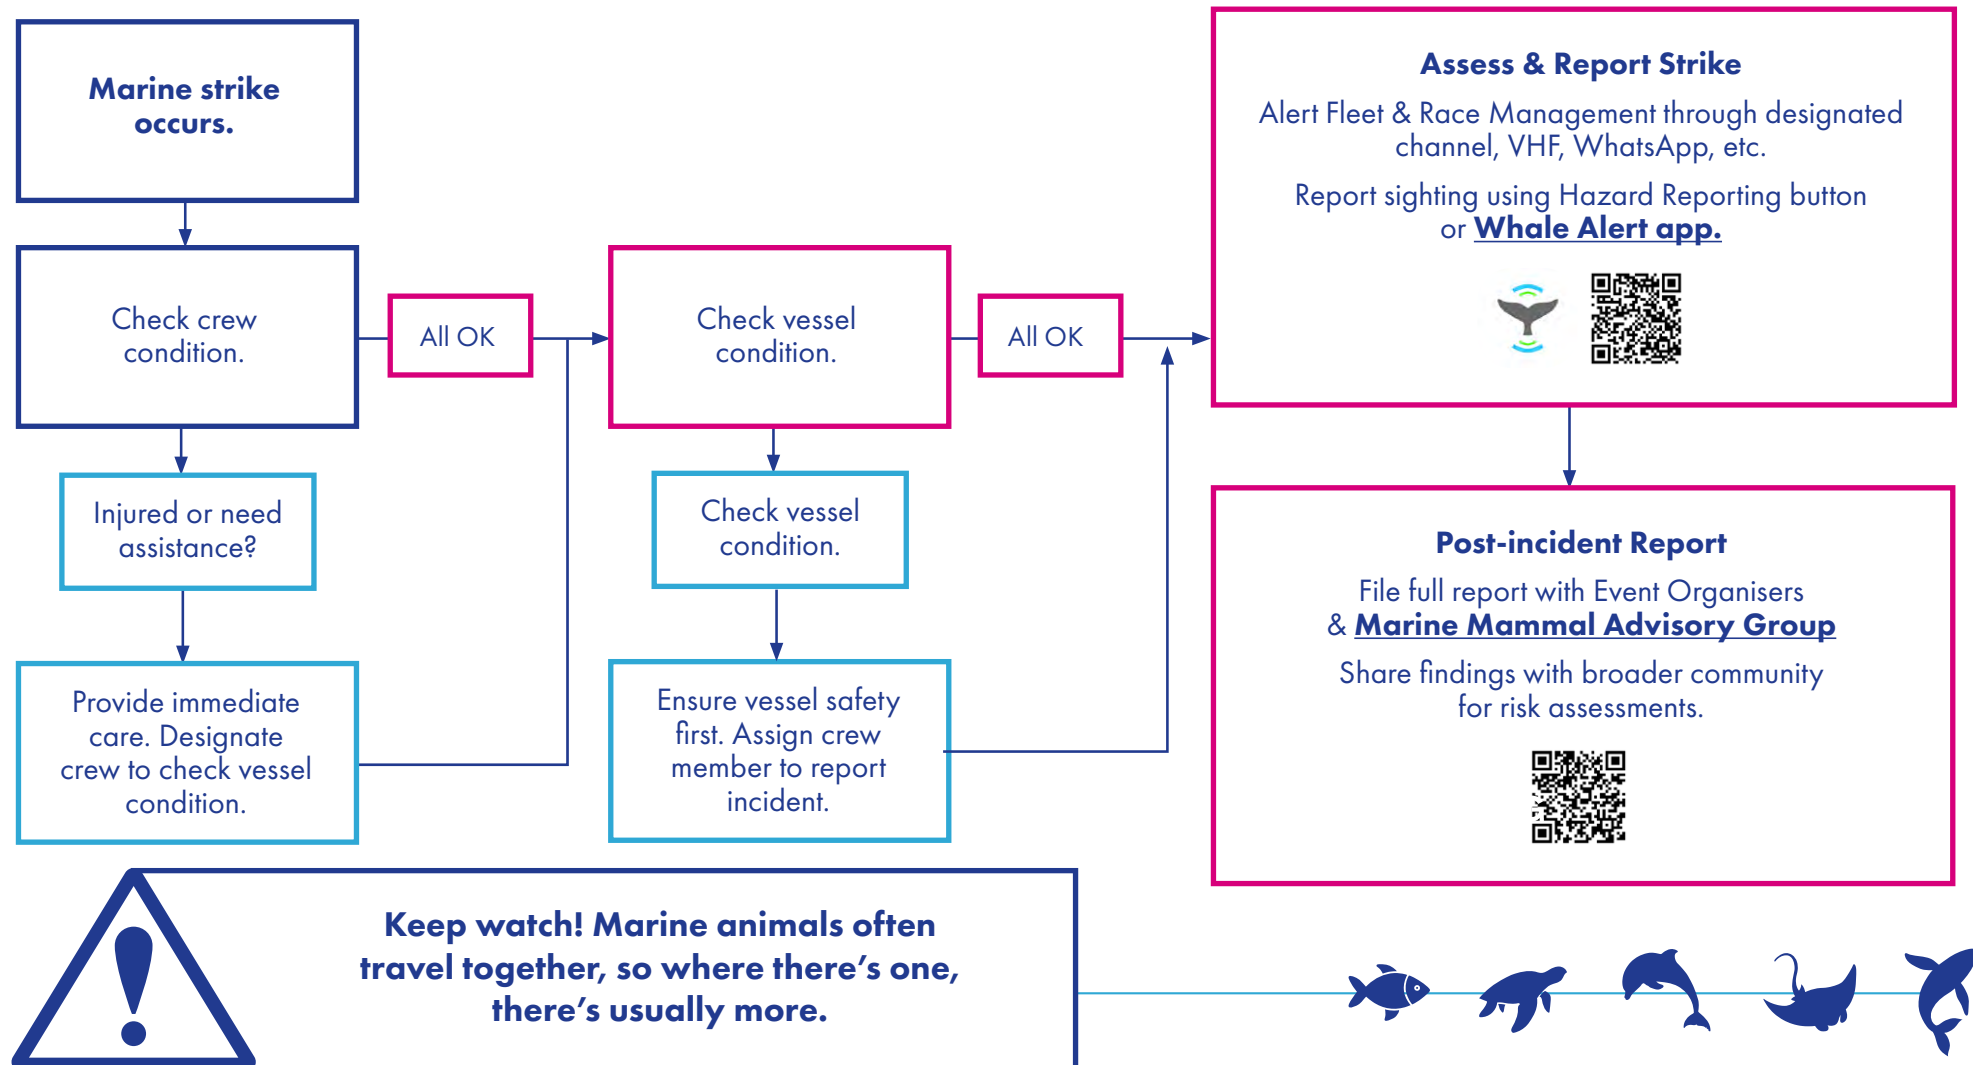 Marine strike
occurs.
Check crew
condition.
All OK
Injured or need
assistance?
Provide immediate
care. Designate
crew to check vessel
condition.
Check vessel
condition.
All OK
Check vessel
condition.
Ensure vessel safety
first. Assign crew
member to report
incident.
Assess & Report Strike
Alert Fleet & Race Management through designated
channel, VHF, WhatsApp, etc.
Report sighting using Hazard Reporting button
or Whale Alert app.
Post-incident Report
File full report with Event Organisers
& Marine Mammal Advisory Group
Share findings with broader community
for risk assessments.
Keep watch! Marine animals often
travel together, so where there’s one,
there’s usually more.